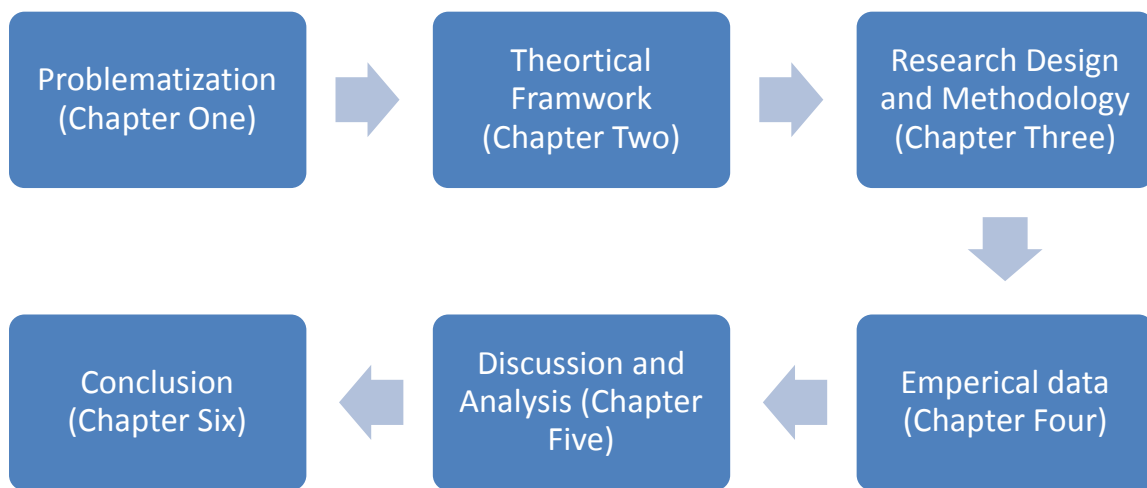 Problematization
(Chapter One)
Theortical
Framwork
(Chapter Two)
Research Design
and Methodology
(Chapter Three)
Emperical data
(Chapter Four)
Discussion and
Analysis (Chapter
Five)
Conclusion
(Chapter Six)